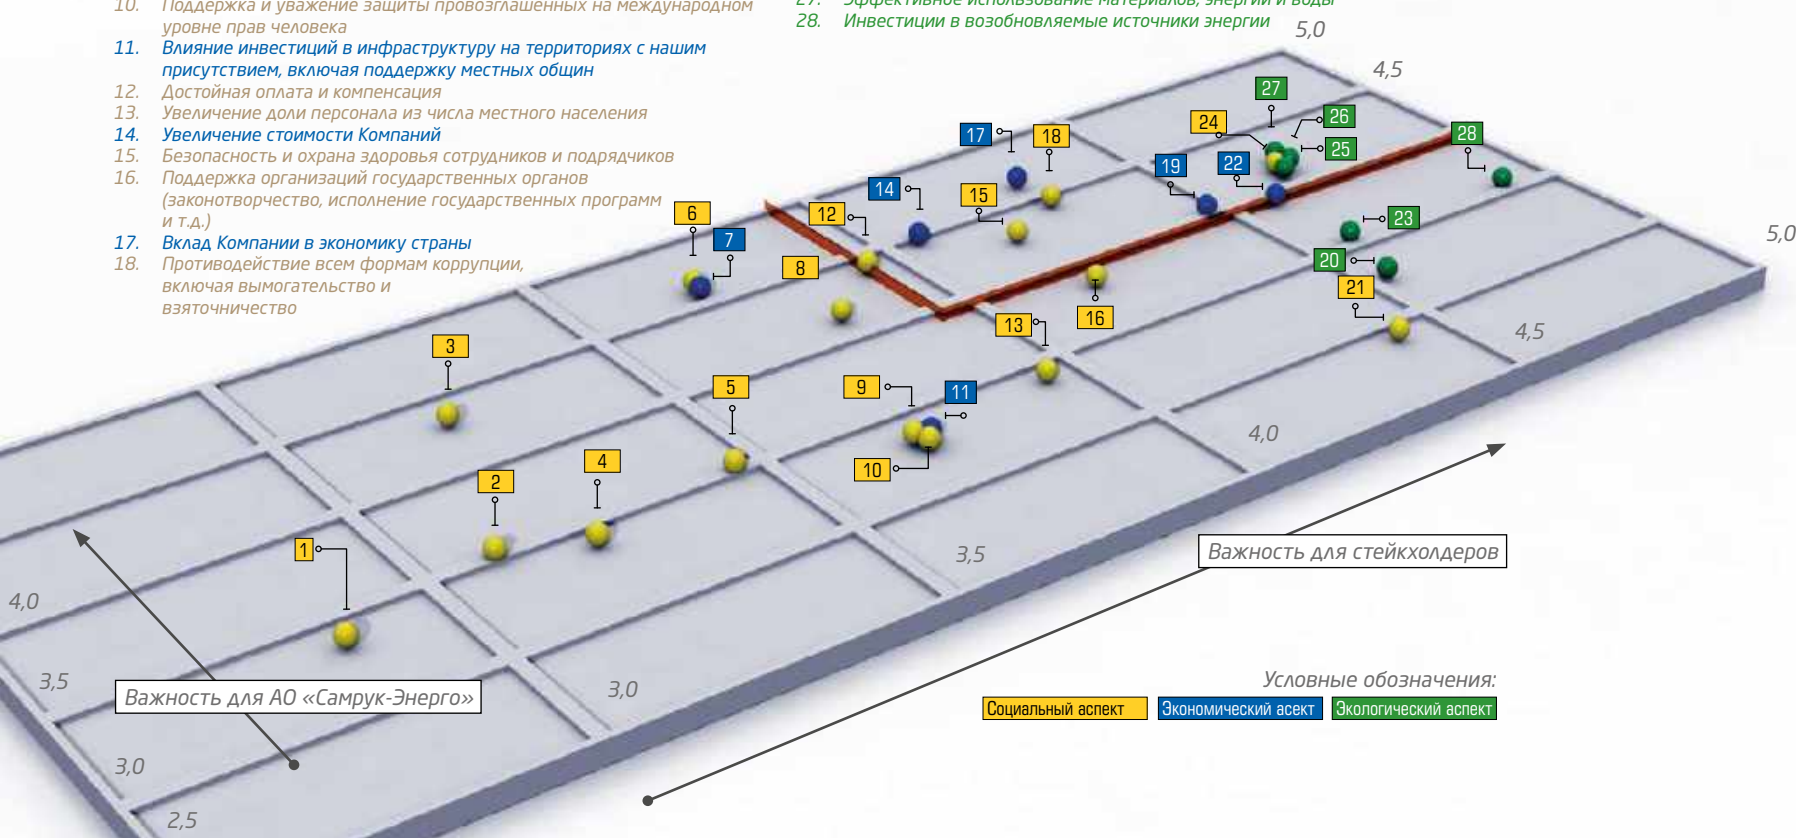 10. Поддержка и уважение защиты провозглашенных на международном
уровне прав человека
11. Влияние инвестиций в инфраструктуру на территориях с нашим
присутствием, включая поддержку местных общин
12. Достойная оплата и компенсация
13. Увеличение доли персонала из числа местного населения
14. Увеличение стоимости Компаний
15. Безопасность и охрана здоровья сотрудников и подрядчиков
16. Поддержка организаций государственных органов
(законотворчество, исполнение государственных программ
и т.д.)
17. Вклад Компании в экономику страны
18. Противодействие всем формам коррупции,
включая вымогательство и
взяточничество
27. Эффективное использование материалов, энергии и воды
28. Инвестиции в возобновляемые источники энергии
5,0
4,5
27
26
24
28
17
18
25
22
19
14
15
6
12
23
7
5,0
20
8
21
16
13
4,5
3
5
9
11
4,0
4
10
2
1
3,5
Важность для стейкхолдеров
4,0
3,5
Важность для АО «Самрук-Энерго»
3,0
Условные обозначения:
Социальный аспект
Экономический асект
Экологический аспект
3,0
2,5